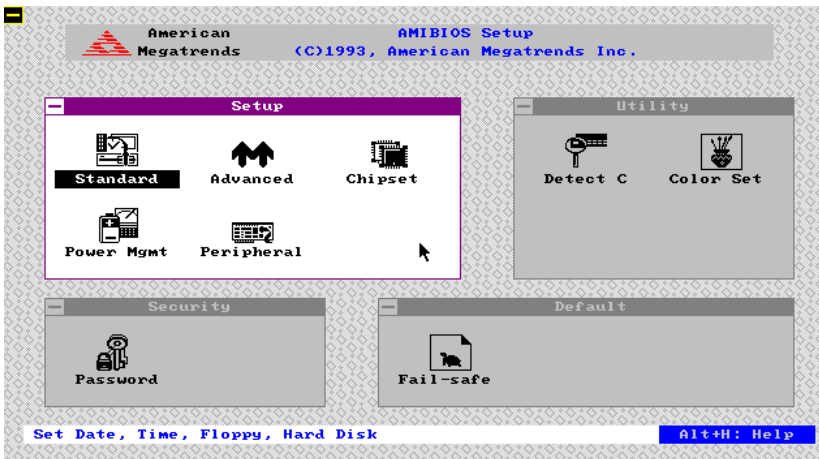 American
Megatrends
AMIBIOS Setup
(C)1993, American Megatrends Inc.
Setup
Standard
Advanced
Chipset
Power Mgmt
Peripheral
Utility
Detect C
Color Set
Security
Password
Default
Fail-safe
Set Date, Time, Floppy, Hard Disk
Alt+H: Help